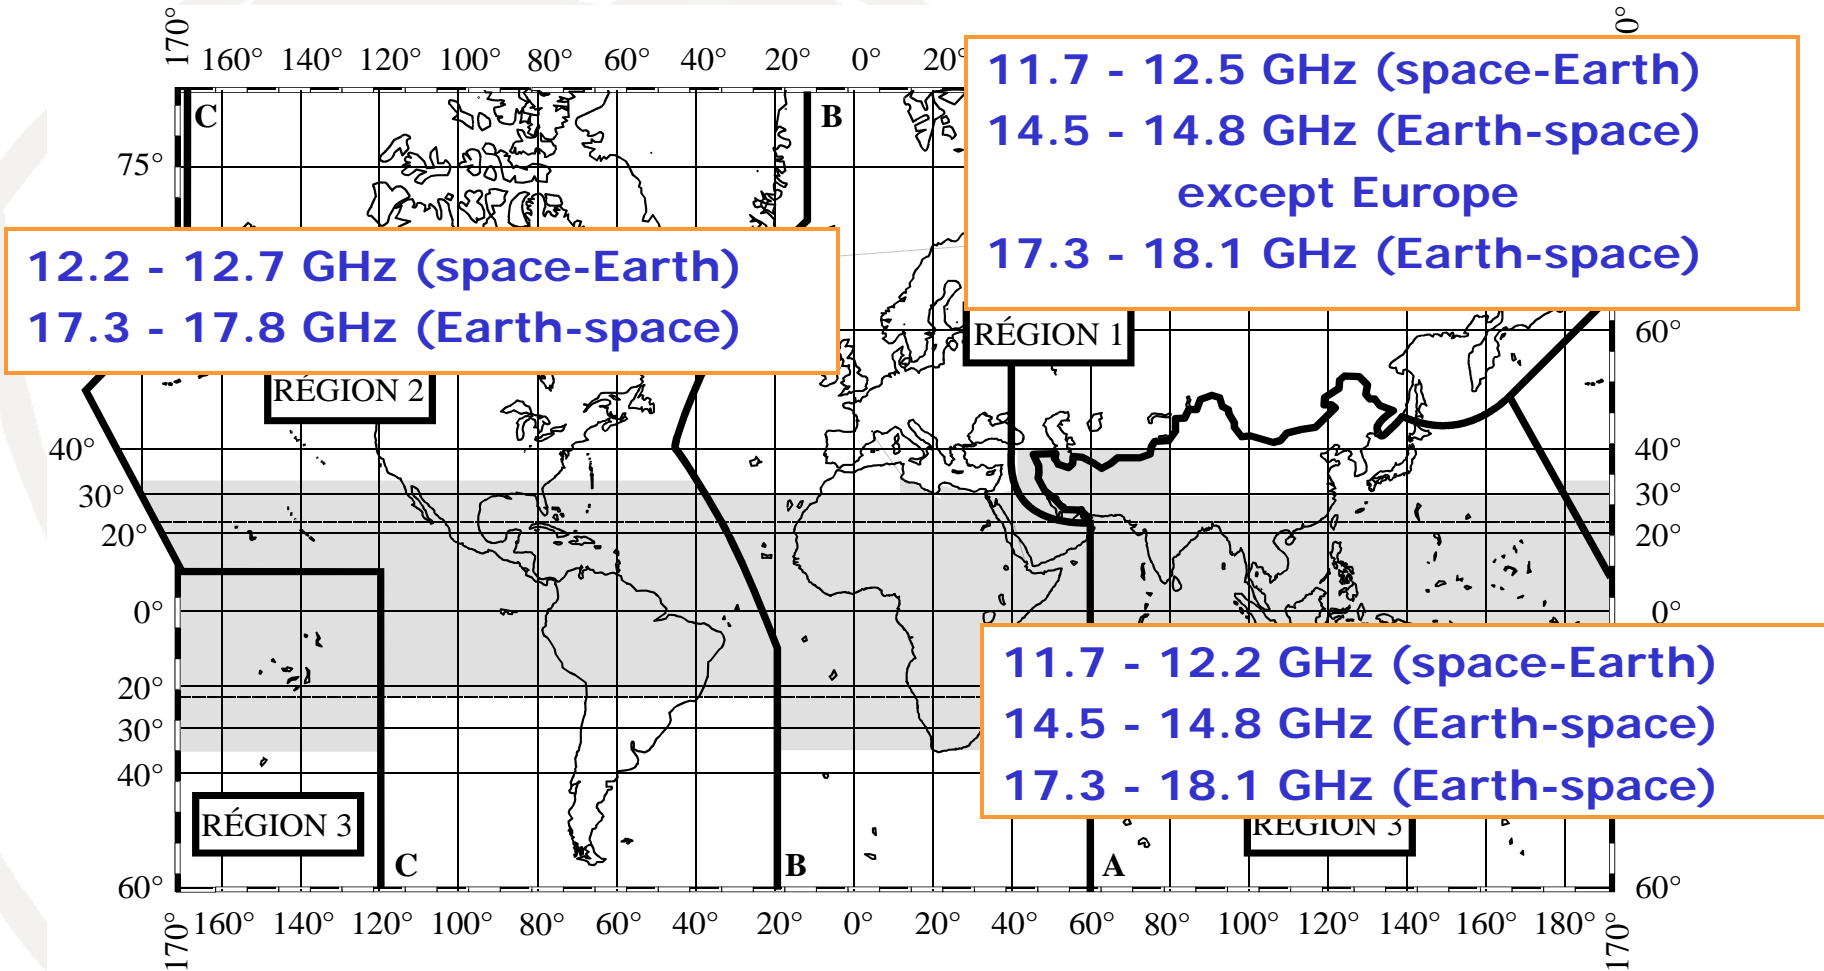 170° 160° 140° 120° 100° 80° 60° 40° 20° 0° 20° 0°
C B
75°
11.7 - 12.5 GHz (space-Earth)
14.5 - 14.8 GHz (Earth-space)
except Europe
17.3 - 18.1 GHz (Earth-space)
12.2 - 12.7 GHz (space-Earth)
17.3 - 17.8 GHz (Earth-space)
RÉGION 1
60°
RÉGION 2
40° 40°
30° 30°
20° 20°
0° 0°
11.7 - 12.2 GHz (space-Earth)
14.5 - 14.8 GHz (Earth-space)
17.3 - 18.1 GHz (Earth-space)
20°
30°
40°
RÉGION 3 RÉGION 3
C B A
60° 60°
170° 160° 140° 120° 100° 80° 60° 40° 20° 0° 20° 40° 60° 80° 100° 120° 140° 160° 180° 170°